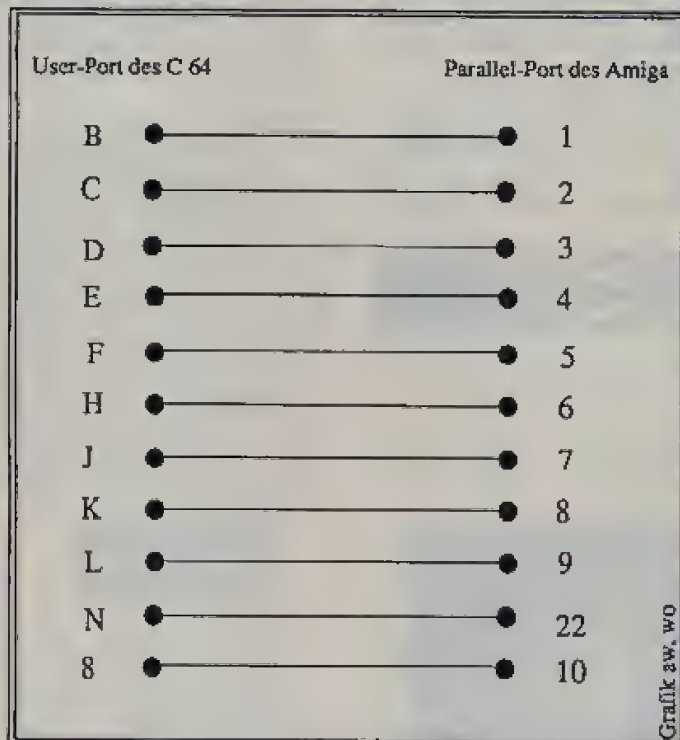 User-Port des C 64 Parallel-Port des Amiga
B 1
C 2
D 3
E 4
F 5
H 6
J 7
K 8
L 9
N 22
8 10
Grafik aw, wo